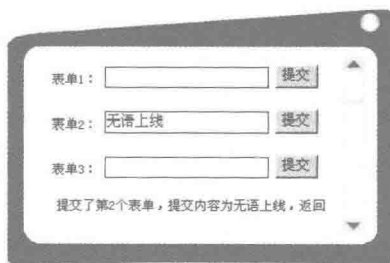 表单1： 提交
表单2： 无语上线 提交
表单3： 提交
提交了第2个表单，提交内容为无语上线，返回